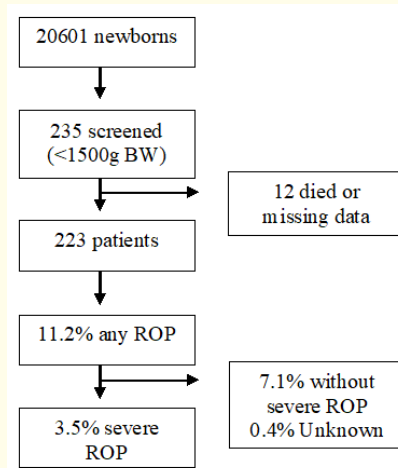 20601 newborns
235 screened
(<1500g BW)
12 died or
missing data
223 patients
11.2% any ROP
7.1% without
severe ROP
0.4% Unknown
3.5% severe
ROP